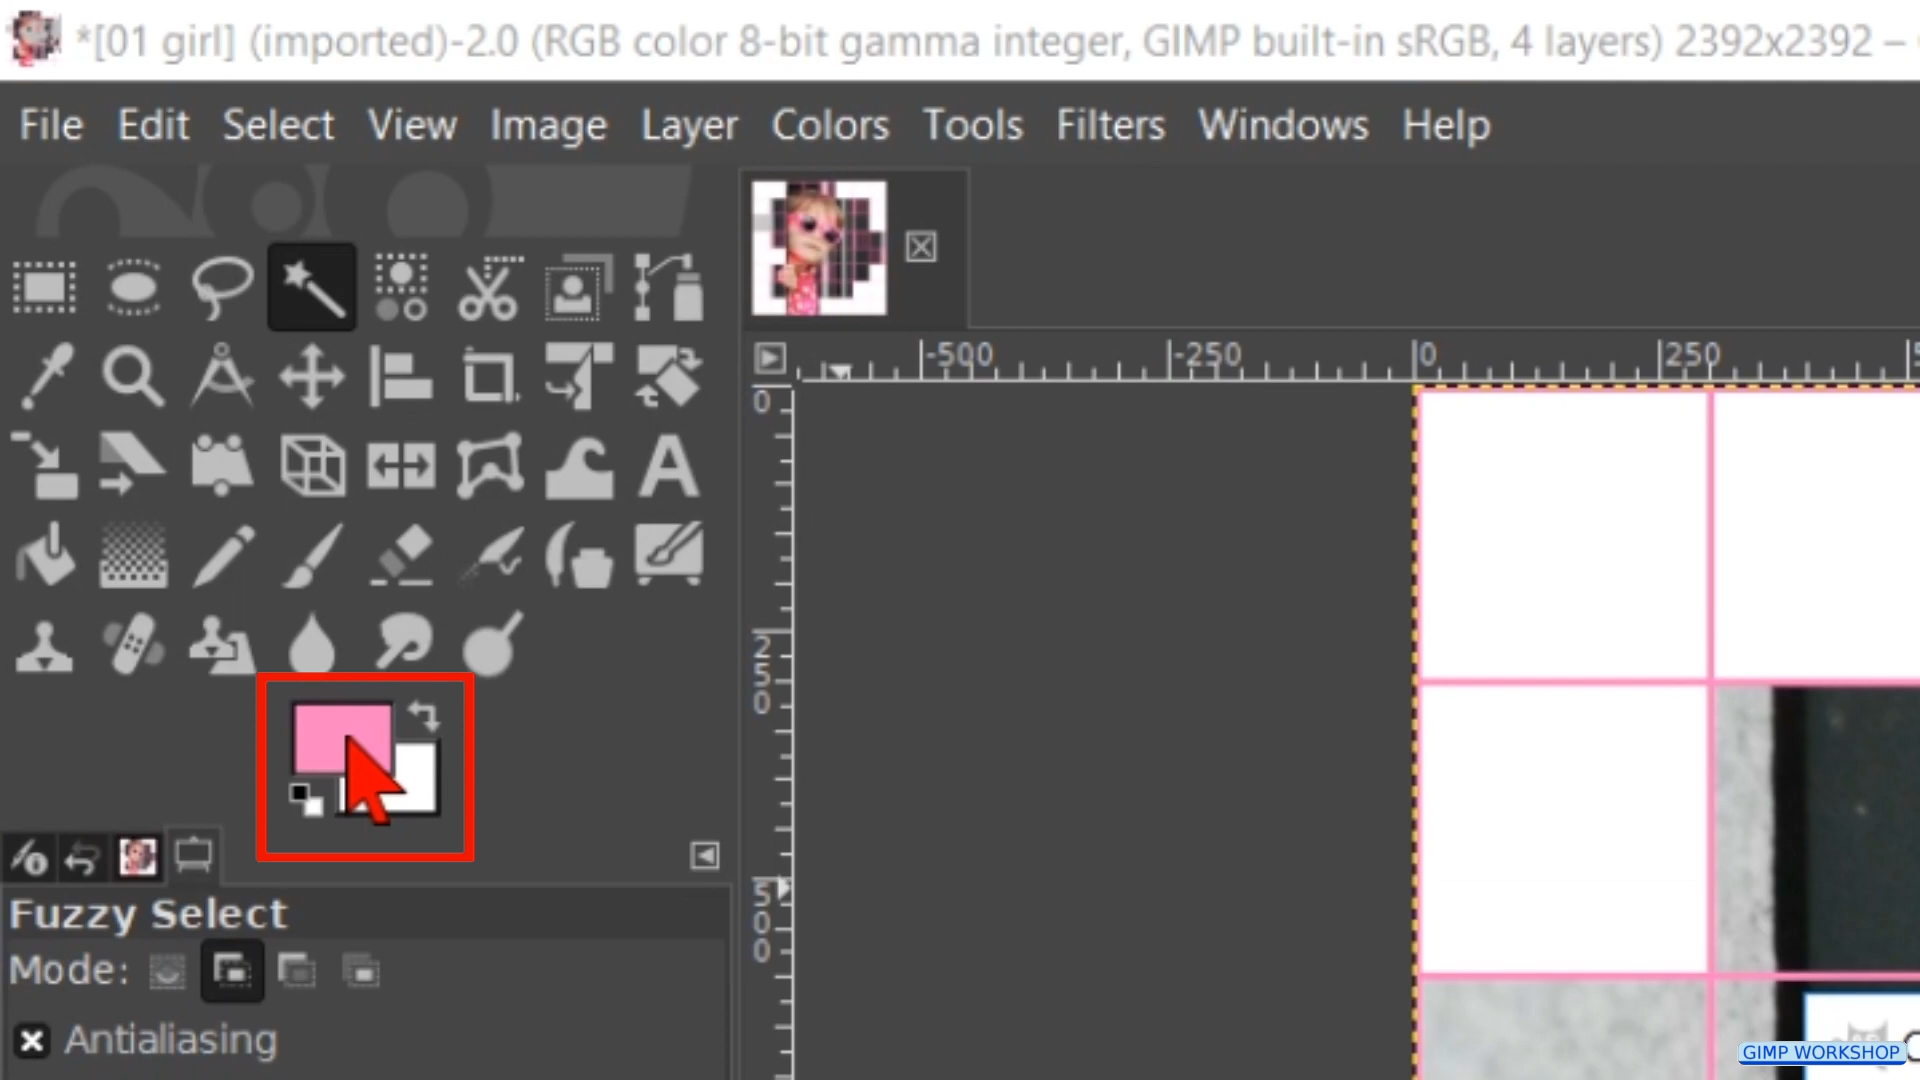 *[01 girl] (imported)-2.0 (RGB color 8-bit gamma integer, GIMP built-in sRGB, 4 layers) 2392x2392 –
File Edit Select View Image Layer Colors Tools Filters Windows Help
-500 -250 0 250
0
250
500
Fuzzy Select
Mode:
Antialiasing
GIMP WORKSHOP